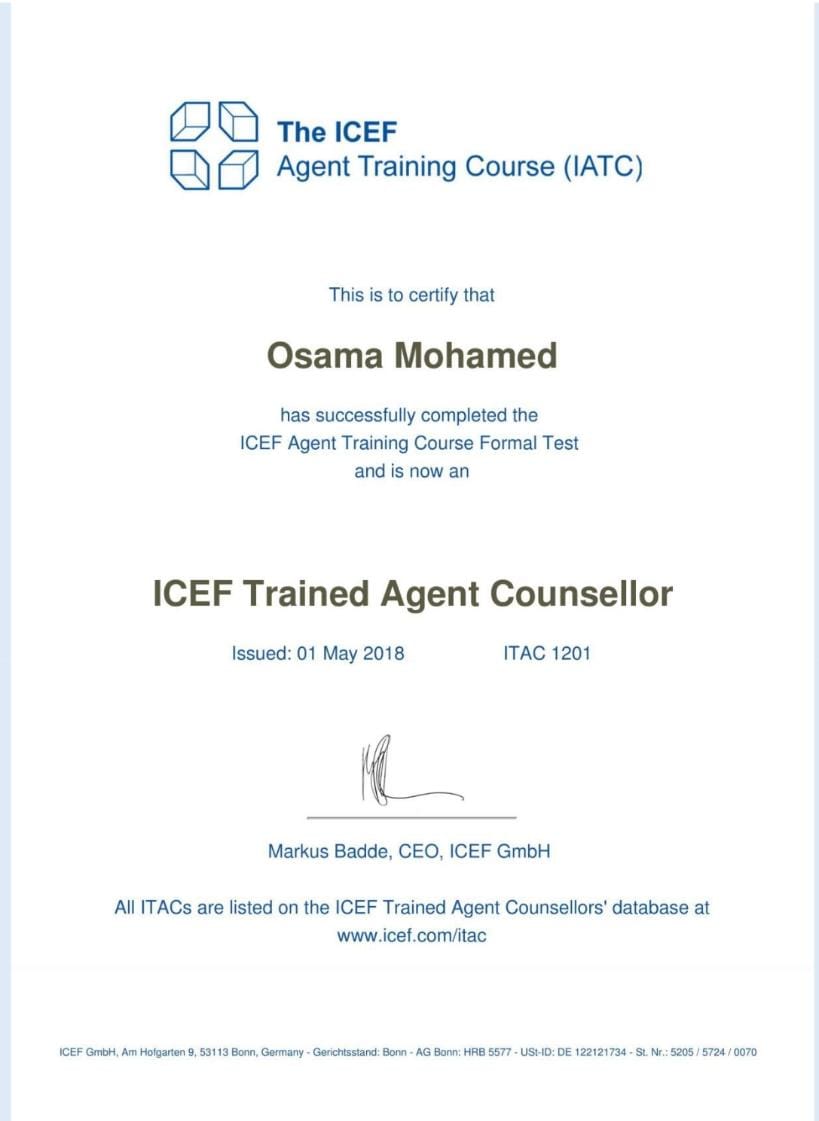 The ICEF
Agent Training Course (IATC)
This is to certify that
Osama Mohamed
has successfully completed the
ICEF Agent Training Course Formal Test
and is now an
ICEF Trained Agent Counsellor
Issued: 01 May 2018 ITAC 1201
Markus Badde, CEO, ICEF GmbH
All ITACs are listed on the ICEF Trained Agent Counsellors' database at
www.icef.com/itac
ICEF GmbH, Am Hofgarten 9, 53113 Bonn, Germany - Gerichtsstand: Bonn - AG Bonn: HRB 5577 - USt-ID: DE 122121734 - St. Nr.: 5205 / 5724 / 0070